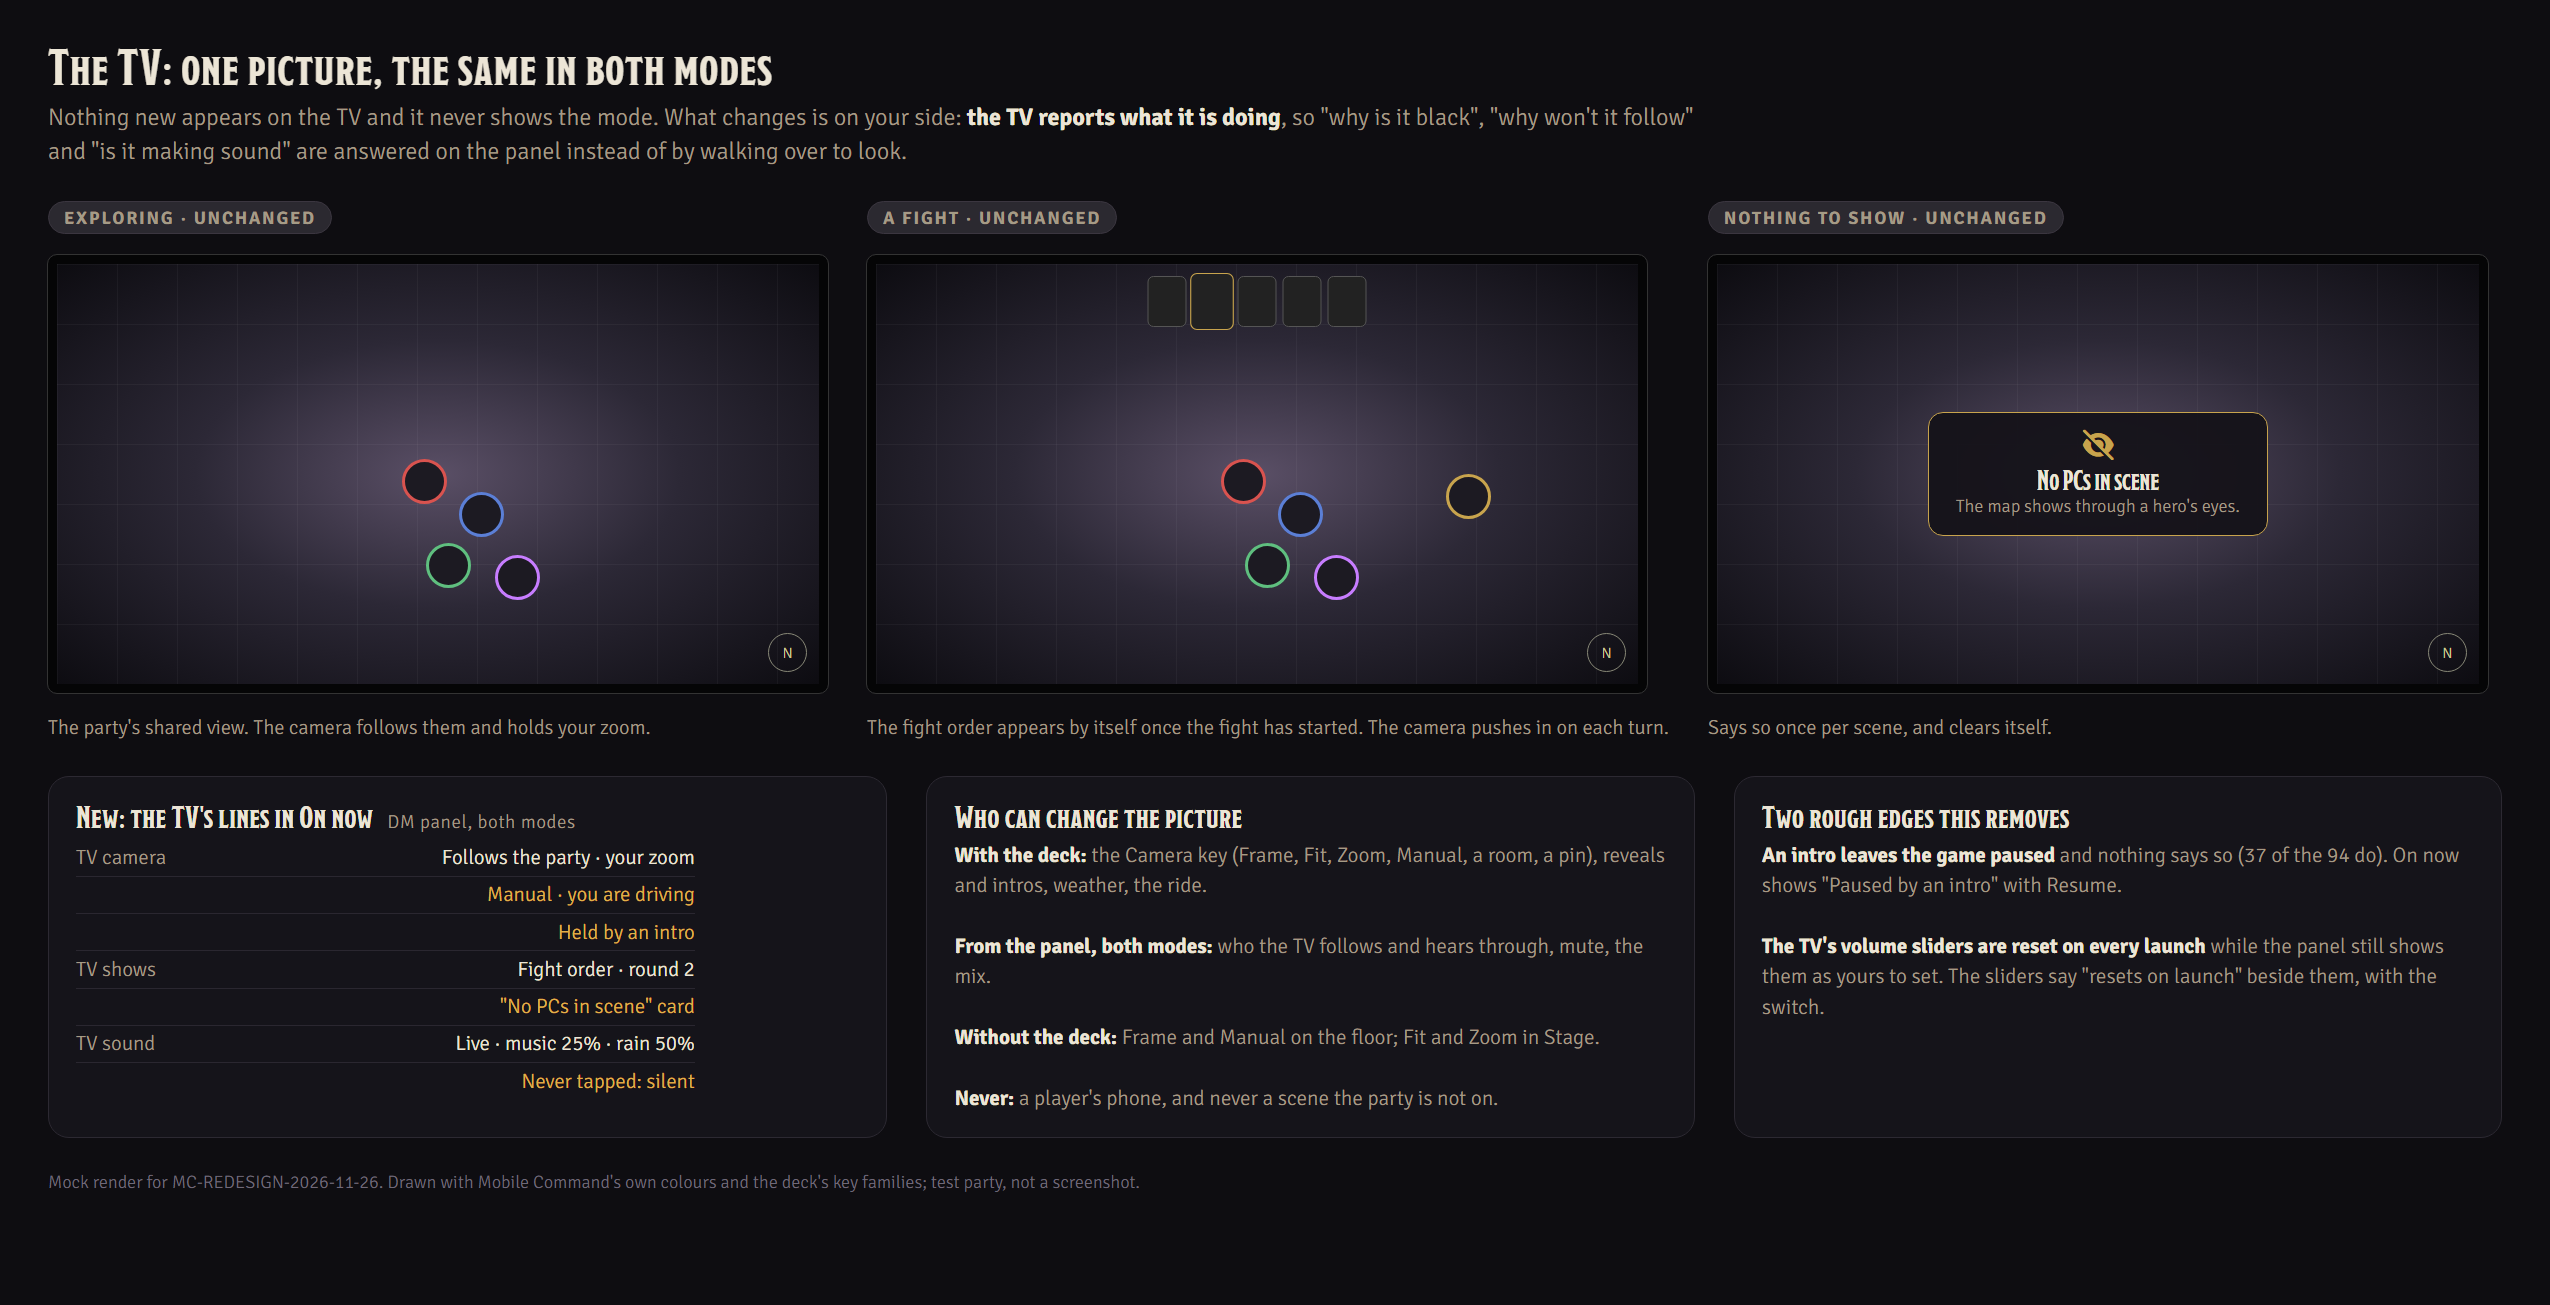 The TV: one picture, the same in both modes
Nothing new appears on the TV and it never shows the mode. What changes is on your side: the TV reports what it is doing, so "why is it black", "why won't it follow"
and "is it making sound" are answered on the panel instead of by walking over to look.
EXPLORING · UNCHANGED
N
The party's shared view. The camera follows them and holds your zoom.
A FIGHT · UNCHANGED
N
The fight order appears by itself once the fight has started. The camera pushes in on each turn.
NOTHING TO SHOW · UNCHANGED
No PCs in scene
The map shows through a hero's eyes.
N
Says so once per scene, and clears itself.
New: the TV's lines in On now DM panel, both modes
TV camera Follows the party · your zoom
Manual · you are driving
Held by an intro
TV shows Fight order · round 2
"No PCs in scene" card
TV sound Live · music 25% · rain 50%
Never tapped: silent
Who can change the picture
With the deck: the Camera key (Frame, Fit, Zoom, Manual, a room, a pin), reveals
and intros, weather, the ride.
From the panel, both modes: who the TV follows and hears through, mute, the
mix.
Without the deck: Frame and Manual on the floor; Fit and Zoom in Stage.
Never: a player's phone, and never a scene the party is not on.
Two rough edges this removes
An intro leaves the game paused and nothing says so (37 of the 94 do). On now
shows "Paused by an intro" with Resume.
The TV's volume sliders are reset on every launch while the panel still shows
them as yours to set. The sliders say "resets on launch" beside them, with the
switch.
Mock render for MC-REDESIGN-2026-11-26. Drawn with Mobile Command's own colours and the deck's key families; test party, not a screenshot.